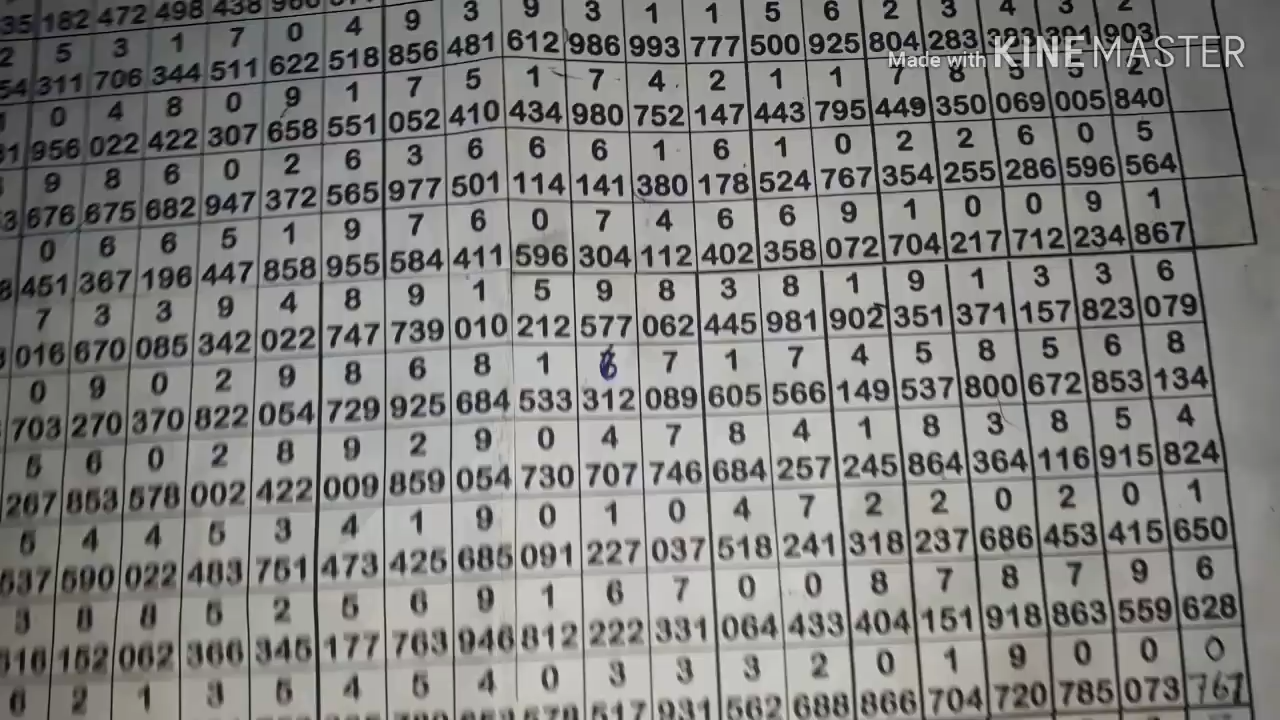 35 182 472 498 438
2 5 3 1 7 0 4 9 3 9 3 1 1 5 6 2 3 4 3 2
54 311 706 344 511 622 518 856 481 612 986 993 777 500 925 804 283 903
Made with KINEMASTER
0 4 8 0 9 1 7 5 1 7 4 2 1 1 7 8 5 5 2
956 022 422 307 658 551 052 410 434 980 752 147 443 795 449 350 069 005 840
9 8 6 0 2 6 3 6 6 6 1 6 1 0 2 2 6 0 5
3 676 675 682 947 372 565 977 501 114 141 380 178 524 767 354 255 286 596 564
0 6 6 5 1 9 7 6 0 7 4 6 6 9 1 0 0 9 1
8 451 367 196 447 858 955 584 411 596 304 112 402 358 072 704 217 712 234 867
7 3 3 9 4 8 9 1 5 9 8 3 8 1 9 1 3 3 6
016 670 085 342 022 747 739 010 212 577 062 445 981 902 351 371 157 823 079
0 9 0 2 9 8 6 8 1 6 7 1 7 4 5 8 5 6 8
703 270 370 822 054 729 925 684 533 312 089 605 566 149 537 800 672 853 134
5 6 0 2 8 9 2 9 0 4 7 8 4 1 8 3 8 5 4
267 853 578 002 422 009 859 054 730 707 746 684 257 245 864 364 116 915 824
5 4 4 5 3 4 1 9 0 1 0 4 7 2 2 0 2 0 1
537 590 022 483 751 473 425 685 091 227 037 518 241 318 237 686 453 415 650
3 8 8 5 2 5 6 9 1 6 7 0 0 8 7 8 7 9 6
152 062 366 345 177 763 946 812 222 331 064 433 404 151 918 863 559 628
6 2 1 3 5 4 5 4 0 3 3 3 2 0 1 9 0 0 0
517 931 562 688 866 704 720 785 073 767